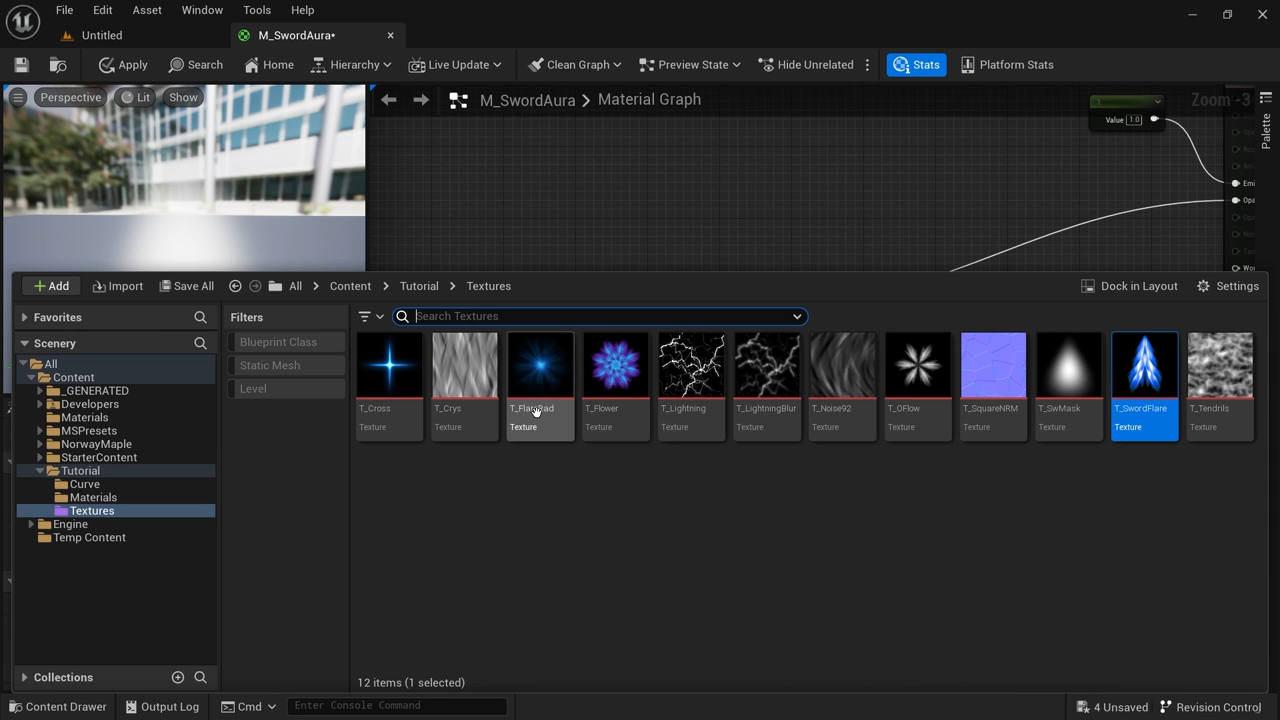 File Edit Asset Window Tools Help
Untitled M_SwordAura•
Apply Search Home Hierarchy Live Update Clean Graph Preview State Hide Unrelated Stats Platform Stats
Perspective Lit Show
M_SwordAura Material Graph Zoom -3
Palette
Value 1.0
Add Import Save All All Content Tutorial Textures Dock in Layout Settings
Favorites
Filters
Search Textures
Scenery
Blueprint Class
Static Mesh
Level
All
Content
_GENERATED
Developers
Materials
MSPresets
NorwayMaple
StarterContent
Tutorial
Curve
Materials
Textures
Engine
Temp Content
T_Cross T_Crys T_Flower T_Lightning T_LightningBlur T_Noise92 T_OFlow T_SquareNRM T_SwMask T_SwordFlare T_Tendrils
Texture Texture Texture Texture Texture Texture Texture Texture Texture Texture Texture Texture
Collections
12 items (1 selected)
Content Drawer Output Log Cmd Enter Console Command 4 Unsaved Revision Control